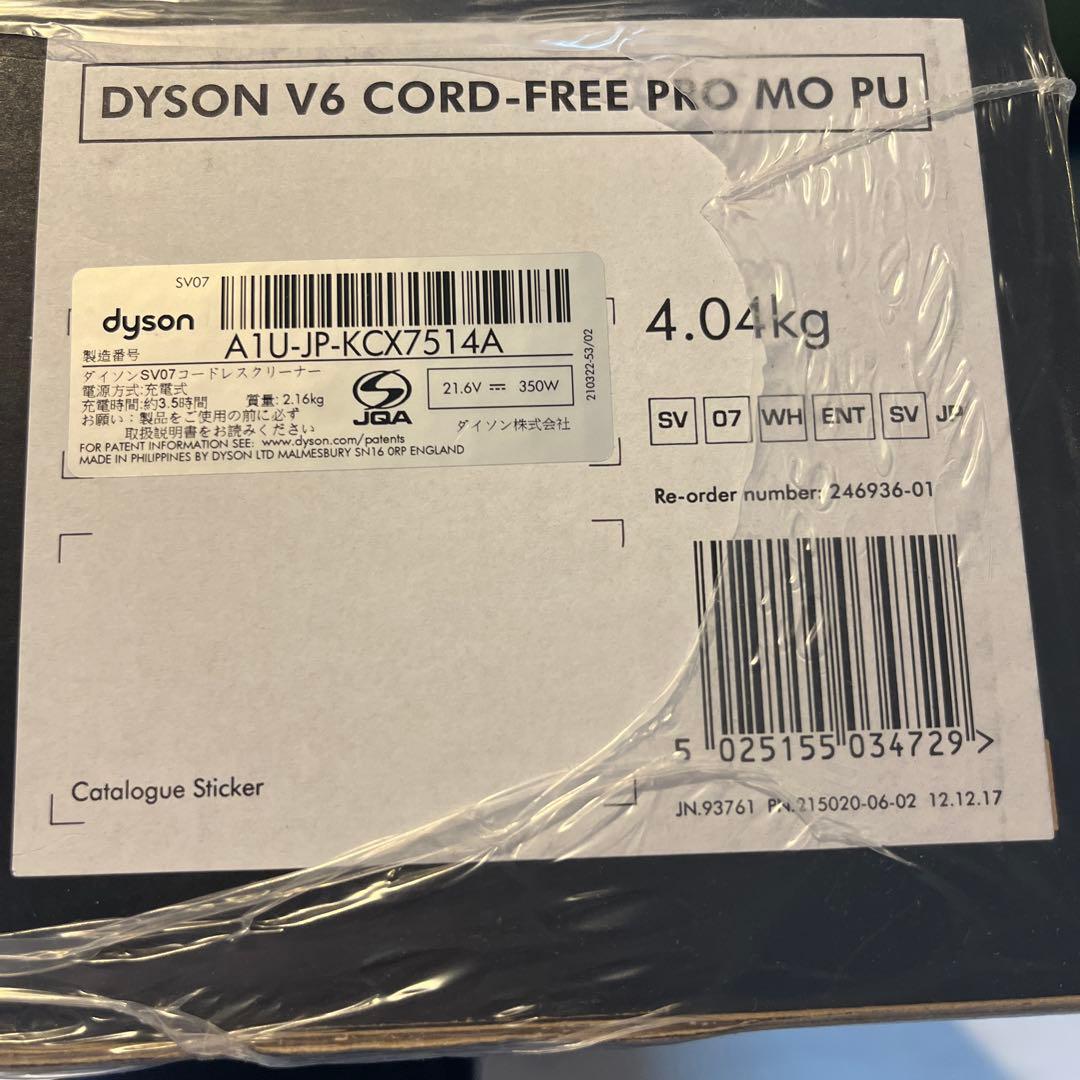 DYSON V6 CORD-FREE PRO MO PU
SV07
dyson
A1U-JP-KCX7514A
製造番号
ダイソンSV07コードレスクリーナー
電源方式:充電式
充電時間:約3.5時間 質量: 2.16kg
お願い:製品をご使用の前に必ず
取扱説明書をお読みください
JQA
21.6V ⎓ 350W
ダイソン株式会社
210322-53/02
FOR PATENT INFORMATION SEE: www.dyson.com/patents
MADE IN PHILIPPINES BY DYSON LTD MALMESBURY SN16 0RP ENGLAND
4.04kg
SV 07 WH ENT SV JP
Re-order number: 246936-01
5 025155 034729 >
JN.93761 PN.215020-06-02 12.12.17
Catalogue Sticker